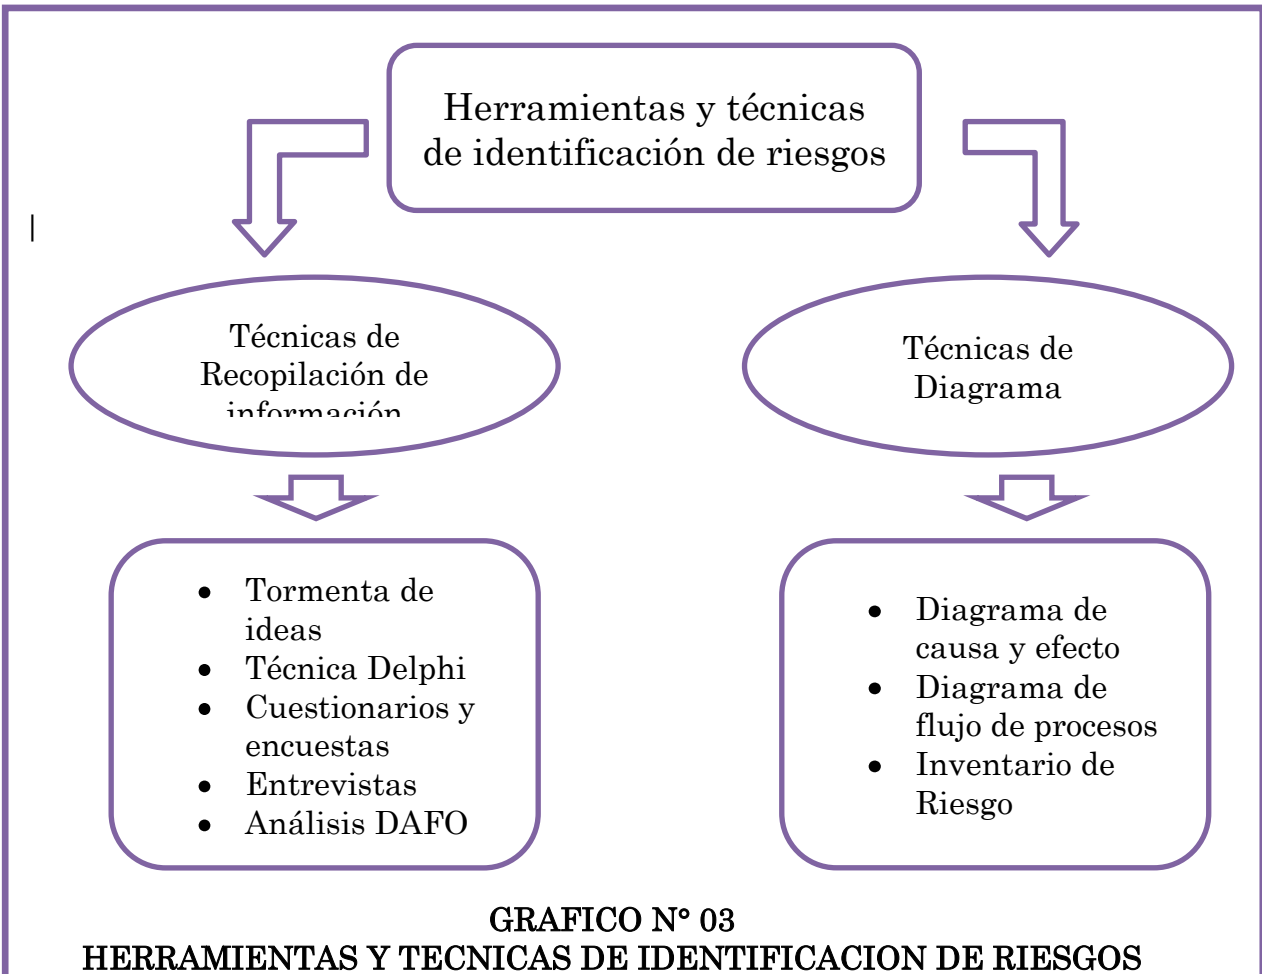 Herramientas y técnicas
de identificación de riesgos
Técnicas de
Recopilación de
información
Técnicas de
Diagrama
• Tormenta de
ideas
• Técnica Delphi
• Cuestionarios y
encuestas
• Entrevistas
• Análisis DAFO
• Diagrama de
causa y efecto
• Diagrama de
flujo de procesos
• Inventario de
Riesgo
GRAFICO N° 03
HERRAMIENTAS Y TECNICAS DE IDENTIFICACION DE RIESGOS